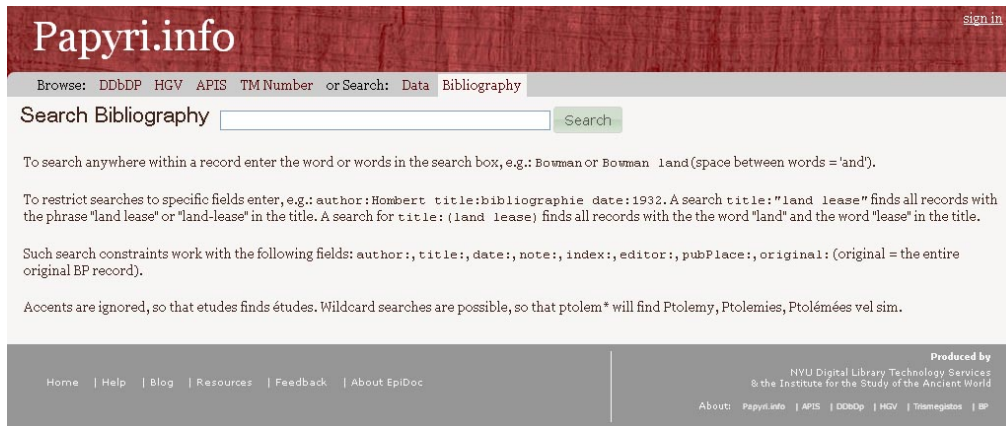 sign in
Papyri.info
Browse: DDbDP HGV APIS TM Number or Search: Data Bibliography
Search Bibliography Search
To search anywhere within a record enter the word or words in the search box, e.g.: Bowman or Bowman land (space between words = 'and').
To restrict searches to specific fields enter, e.g.: author:Hombert title:bibliographie date:1932. A search title:"land lease" finds all records with
the phrase "land lease" or "land-lease" in the title. A search for title:(land lease) finds all records with the the word "land" and the word "lease" in the title.
Such search constraints work with the following fields: author:, title:, date:, note:, index:, editor:, pubPlace:, original: (original = the entire
original BP record).
Accents are ignored, so that etudes finds études. Wildcard searches are possible, so that ptolem* will find Ptolemy, Ptolemies, Ptolémées vel sim.
Home | Help | Blog | Resources | Feedback | About EpiDoc
Produced by
NYU Digital Library Technology Services
& the Institute for the Study of the Ancient World
About: Papyri.info | APIS | DDbDp | HGV | Trismegistos | BP